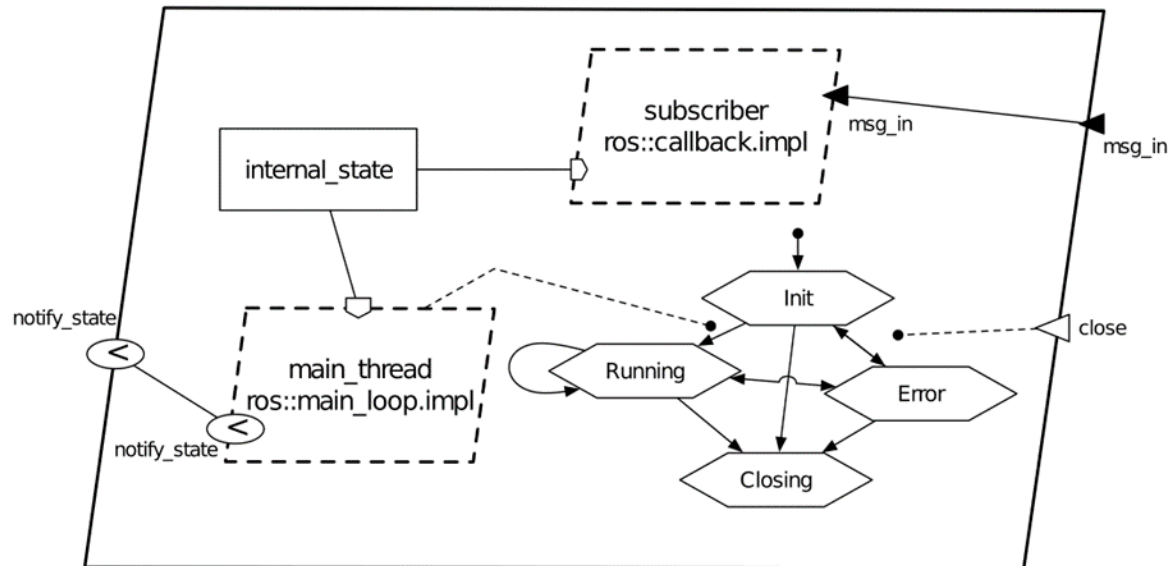 subscriber
ros::callback.impl
msg_in
msg_in
internal_state
Init
notify_state
close
main_thread
ros::main_loop.impl
Running
Error
notify_state
Closing